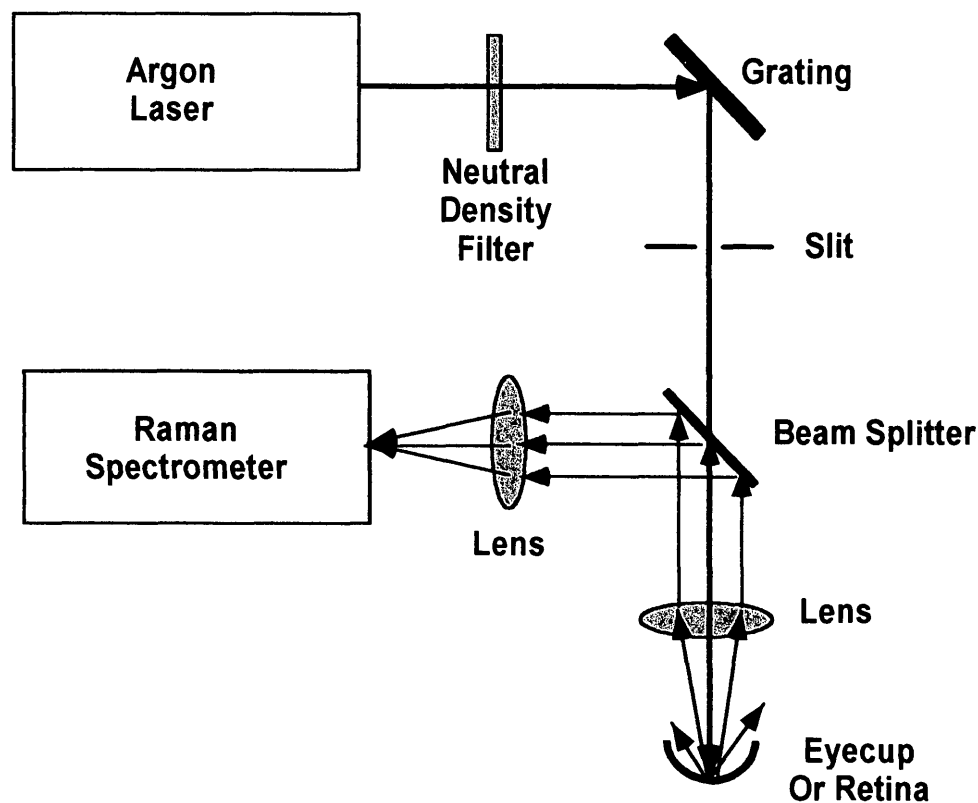 Argon
Laser
Grating
Neutral
Density
Filter
Slit
Raman
Spectrometer
Beam Splitter
Lens
Lens
Eyecup
Or Retina